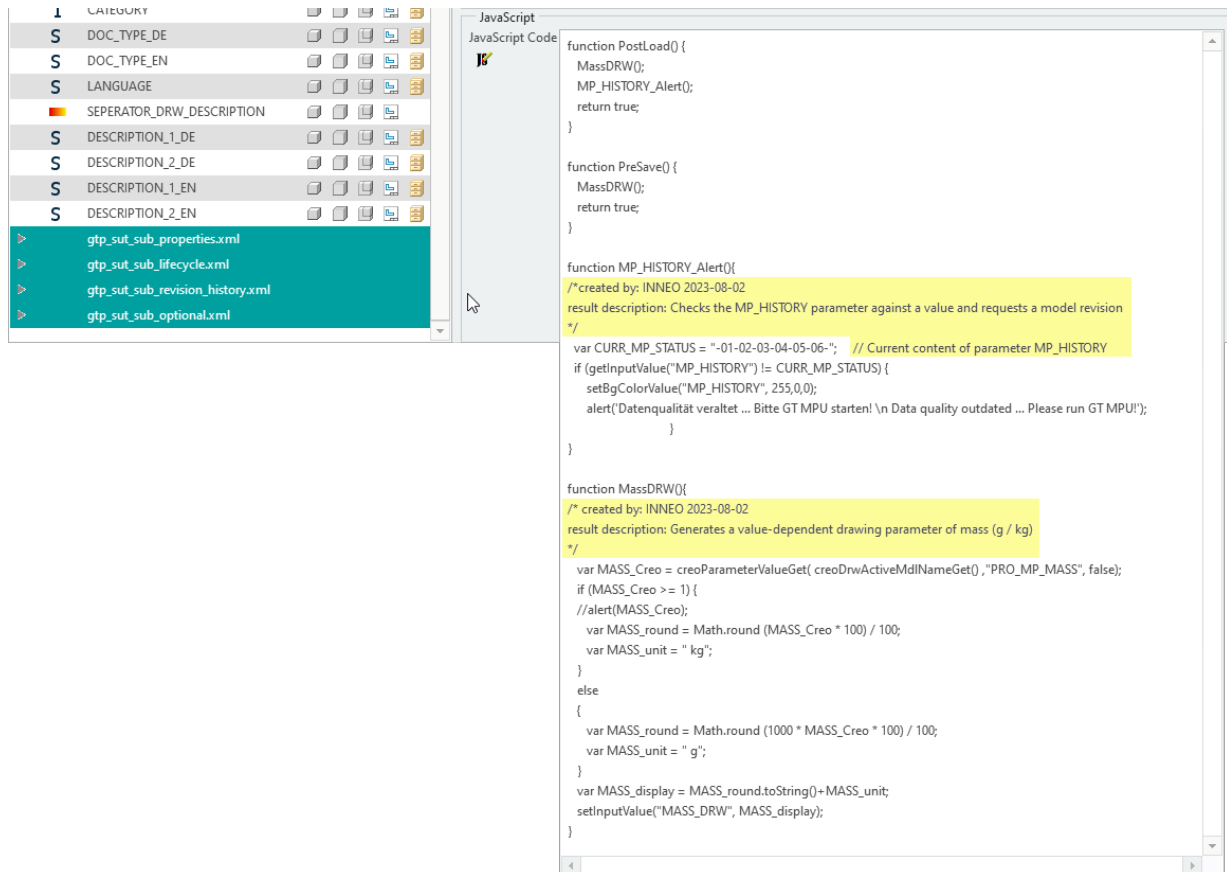 CATEGORY
S DOC_TYPE_DE
S DOC_TYPE_EN
S LANGUAGE
SEPERATOR_DRW_DESCRIPTION
S DESCRIPTION_1_DE
S DESCRIPTION_2_DE
S DESCRIPTION_1_EN
S DESCRIPTION_2_EN
gtp_sut_sub_properties.xml
gtp_sut_sub_lifecycle.xml
gtp_sut_sub_revision_history.xml
gtp_sut_sub_optional.xml
JavaScript
JavaScript Code
function PostLoad() {
MassDRW();
MP_HISTORY_Alert();
return true;
}
function PreSave() {
MassDRW();
return true;
}
function MP_HISTORY_Alert(){
/*created by: INNEO 2023-08-02
result description: Checks the MP_HISTORY parameter against a value and requests a model revision
*/
var CURR_MP_STATUS = "-01-02-03-04-05-06-"; // Current content of parameter MP_HISTORY
if (getInputValue("MP_HISTORY") != CURR_MP_STATUS) {
setBgColorValue("MP_HISTORY", 255,0,0);
alert('Datenqualität veraltet ... Bitte GT MPU starten! \n Data quality outdated ... Please run GT MPU!');
}
}
function MassDRW(){
/* created by: INNEO 2023-08-02
result description: Generates a value-dependent drawing parameter of mass (g / kg)
*/
var MASS_Creo = creoParameterValueGet( creoDrwActiveMdlNameGet() ,"PRO_MP_MASS", false);
if (MASS_Creo >= 1) {
//alert(MASS_Creo);
var MASS_round = Math.round (MASS_Creo * 100) / 100;
var MASS_unit = " kg";
}
else
{
var MASS_round = Math.round (1000 * MASS_Creo * 100) / 100;
var MASS_unit = " g";
}
var MASS_display = MASS_round.toString()+MASS_unit;
setInputValue("MASS_DRW", MASS_display);
}